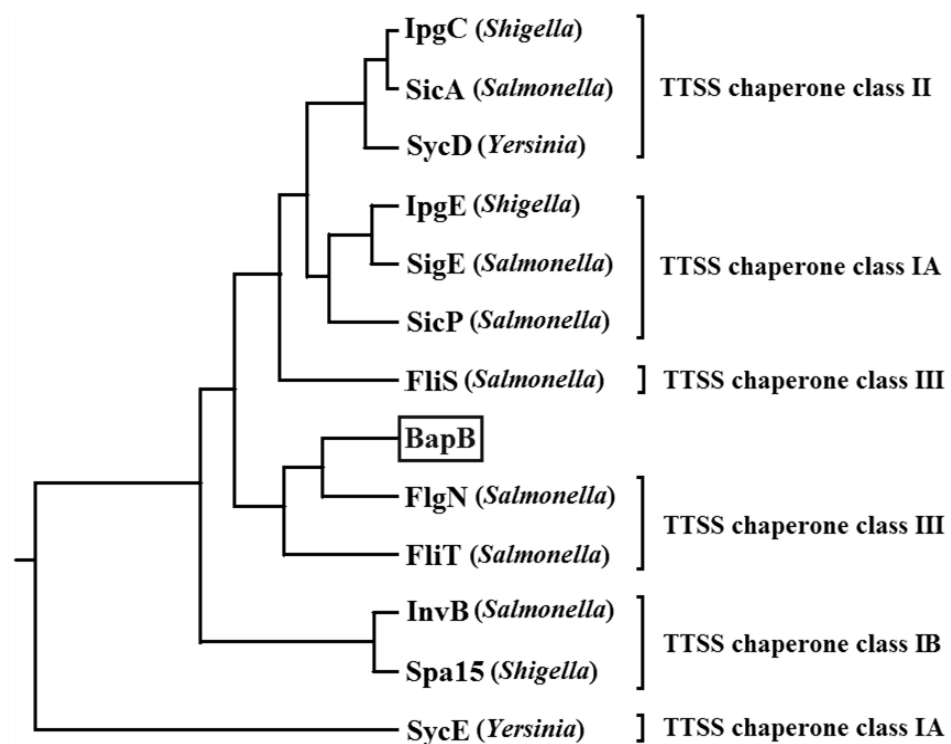 IpgC (Shigella)
SicA (Salmonella)
TTSS chaperone class II
SycD (Yersinia)
IpgE (Shigella)
SigE (Salmonella)
TTSS chaperone class IA
SicP (Salmonella)
FliS (Salmonella)
TTSS chaperone class III
BapB
FlgN (Salmonella)
TTSS chaperone class III
FliT (Salmonella)
InvB (Salmonella)
TTSS chaperone class IB
Spa15 (Shigella)
SycE (Yersinia)
TTSS chaperone class IA